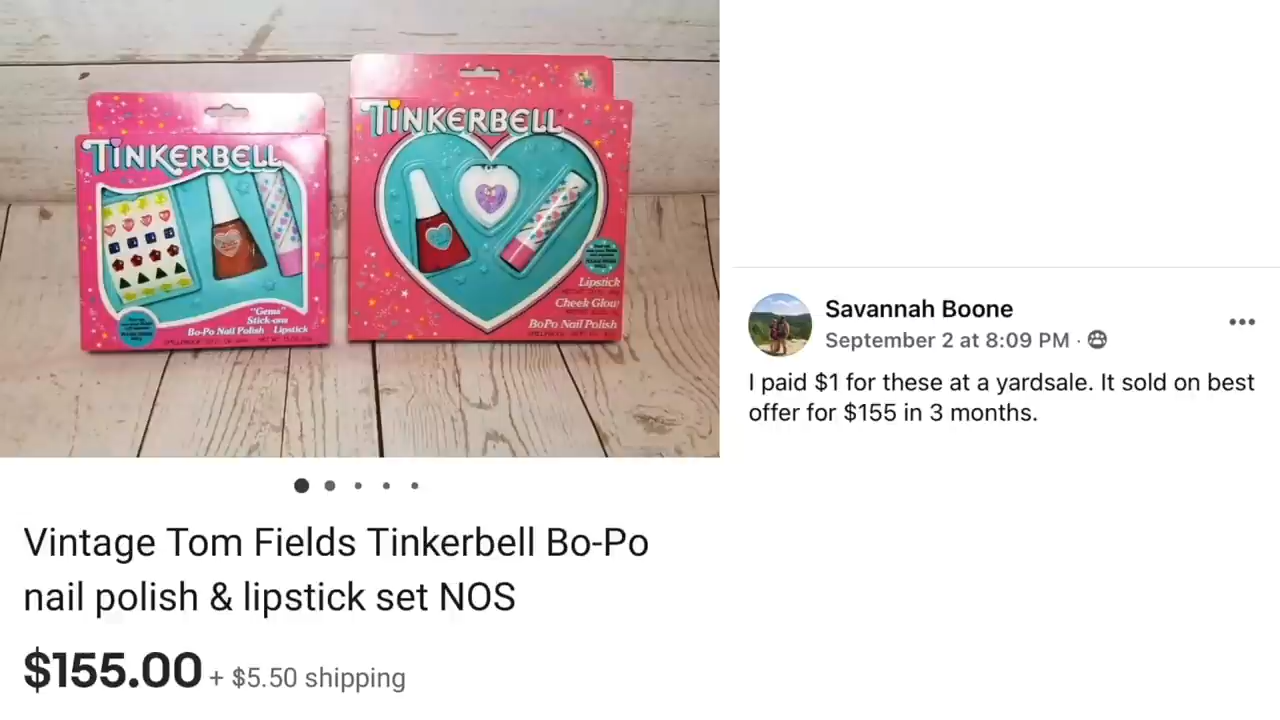 TINKERBELL
"Gems"
Stick-ons
Bo-Po Nail Polish Lipstick
TINKERBELL
Lipstick
Cheek Glow
BoPo Nail Polish
Vintage Tom Fields Tinkerbell Bo-Po
nail polish & lipstick set NOS
$155.00 + $5.50 shipping
Savannah Boone
September 2 at 8:09 PM ·
I paid $1 for these at a yardsale. It sold on best
offer for $155 in 3 months.